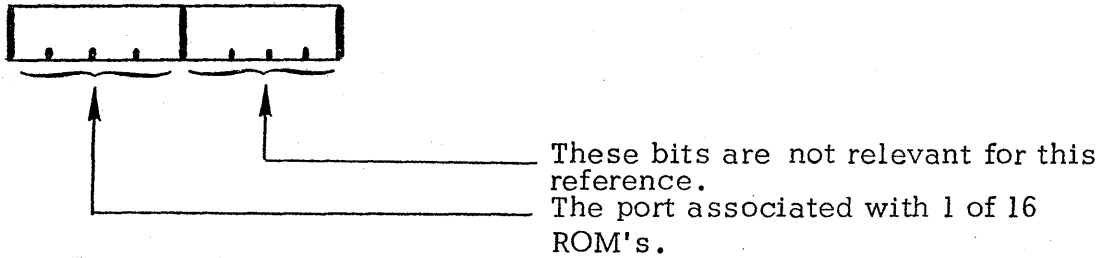 These bits are not relevant for this
reference.
The port associated with 1 of 16
ROM's.